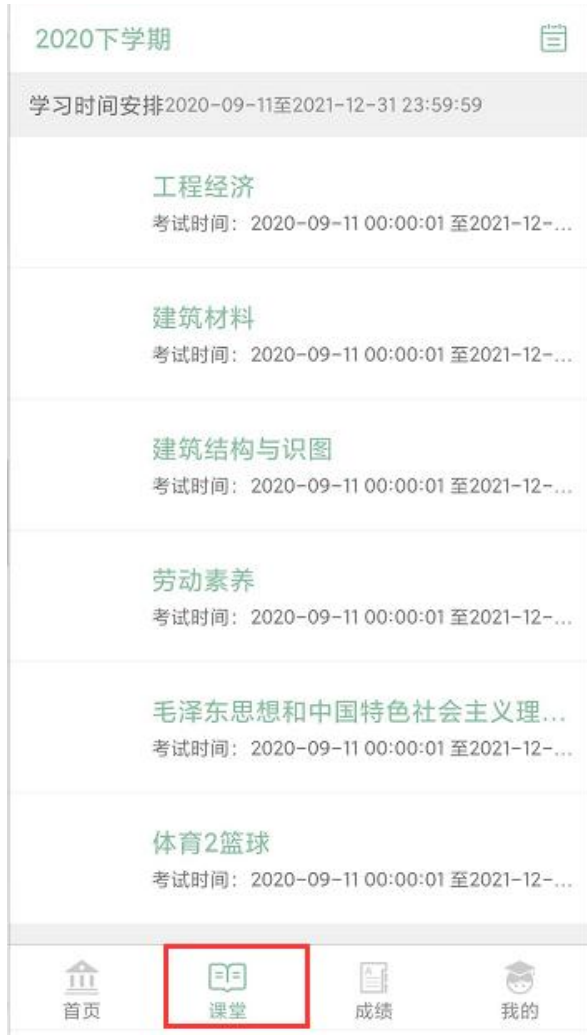 2020下学期
学习时间安排2020-09-11至2021-12-31 23:59:59
工程经济
考试时间：2020-09-11 00:00:01 至2021-12-...
建筑材料
考试时间：2020-09-11 00:00:01 至2021-12-...
建筑结构与识图
考试时间：2020-09-11 00:00:01 至2021-12-...
劳动素养
考试时间：2020-09-11 00:00:01 至2021-12-...
毛泽东思想和中国特色社会主义理...
考试时间：2020-09-11 00:00:01 至2021-12-...
体育2篮球
考试时间：2020-09-11 00:00:01 至2021-12-...
首页 课堂 成绩 我的